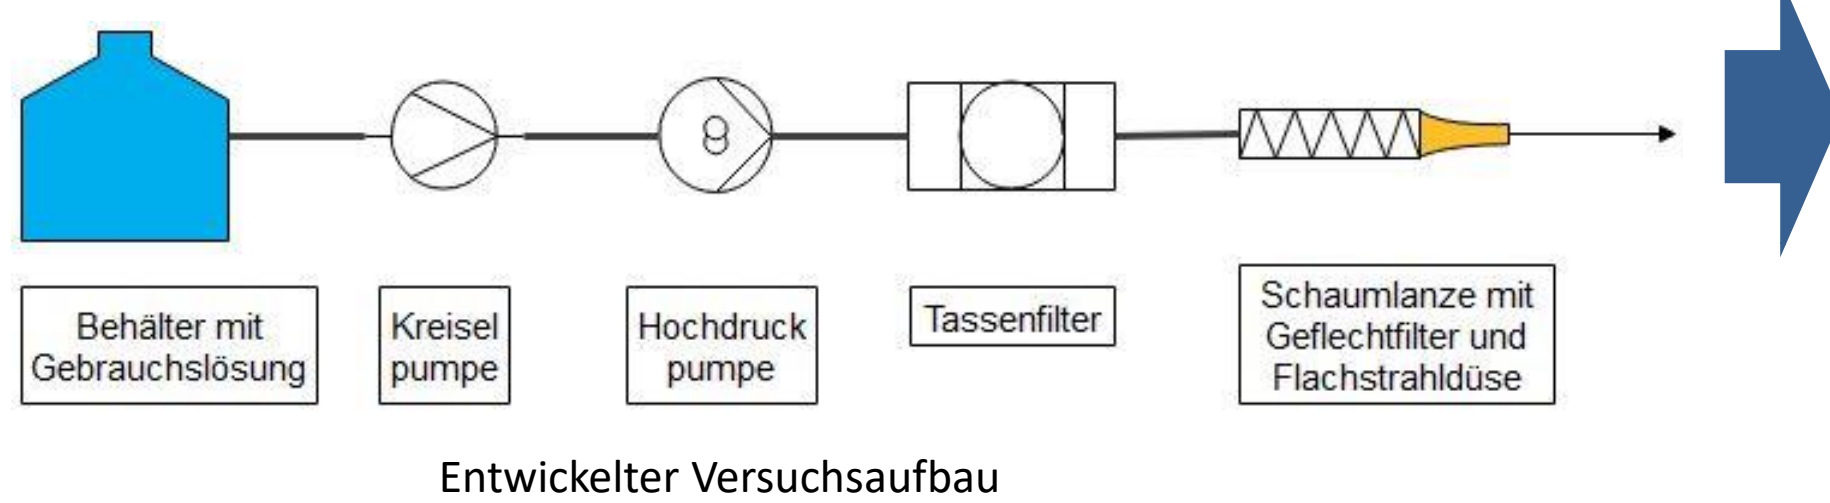 Behälter mit
Gebrauchslösung
Kreisel
pumpe
Hochdruck
pumpe
Tassenfilter
Schaumlanze mit
Geflechtfilter und
Flachstrahldüse
Entwickelter Versuchsaufbau